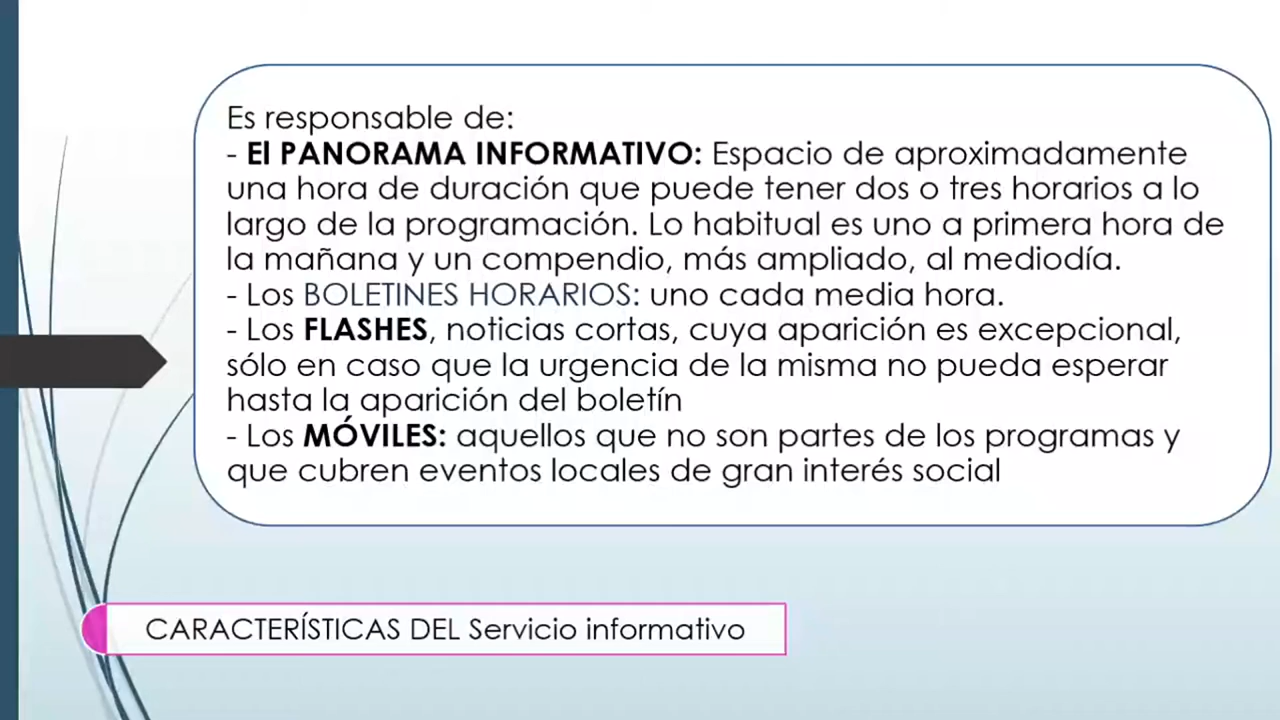 Es responsable de:
- El PANORAMA INFORMATIVO: Espacio de aproximadamente
una hora de duración que puede tener dos o tres horarios a lo
largo de la programación. Lo habitual es uno a primera hora de
la mañana y un compendio, más ampliado, al mediodía.
- Los BOLETINES HORARIOS: uno cada media hora.
- Los FLASHES, noticias cortas, cuya aparición es excepcional,
sólo en caso que la urgencia de la misma no pueda esperar
hasta la aparición del boletín
- Los MÓVILES: aquellos que no son partes de los programas y
que cubren eventos locales de gran interés social
CARACTERÍSTICAS DEL Servicio informativo